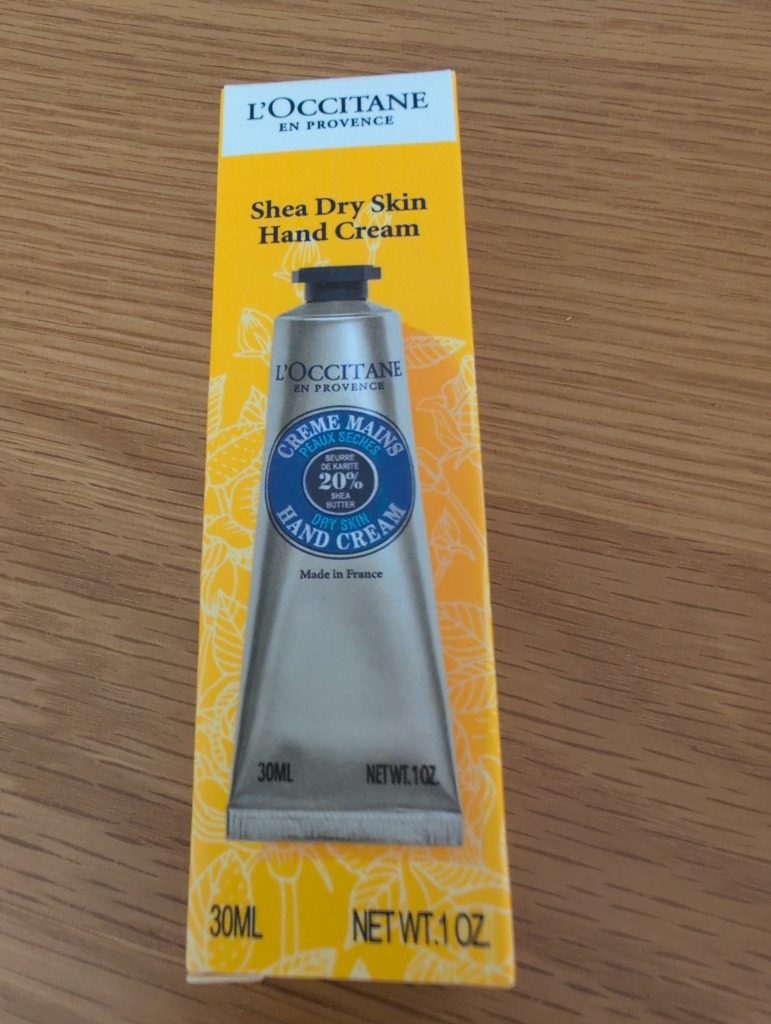 L'OCCITANE
EN PROVENCE
Shea Dry Skin
Hand Cream
L'OCCITANE
EN PROVENCE
CREME MAINS
PEAUX SECHES
BEURRE
DE KARITE
20%
SHEA
BUTTER
DRY SKIN
HAND CREAM
Made in France
30ML NET WT. 1 OZ.
30ML NET WT. 1 OZ.